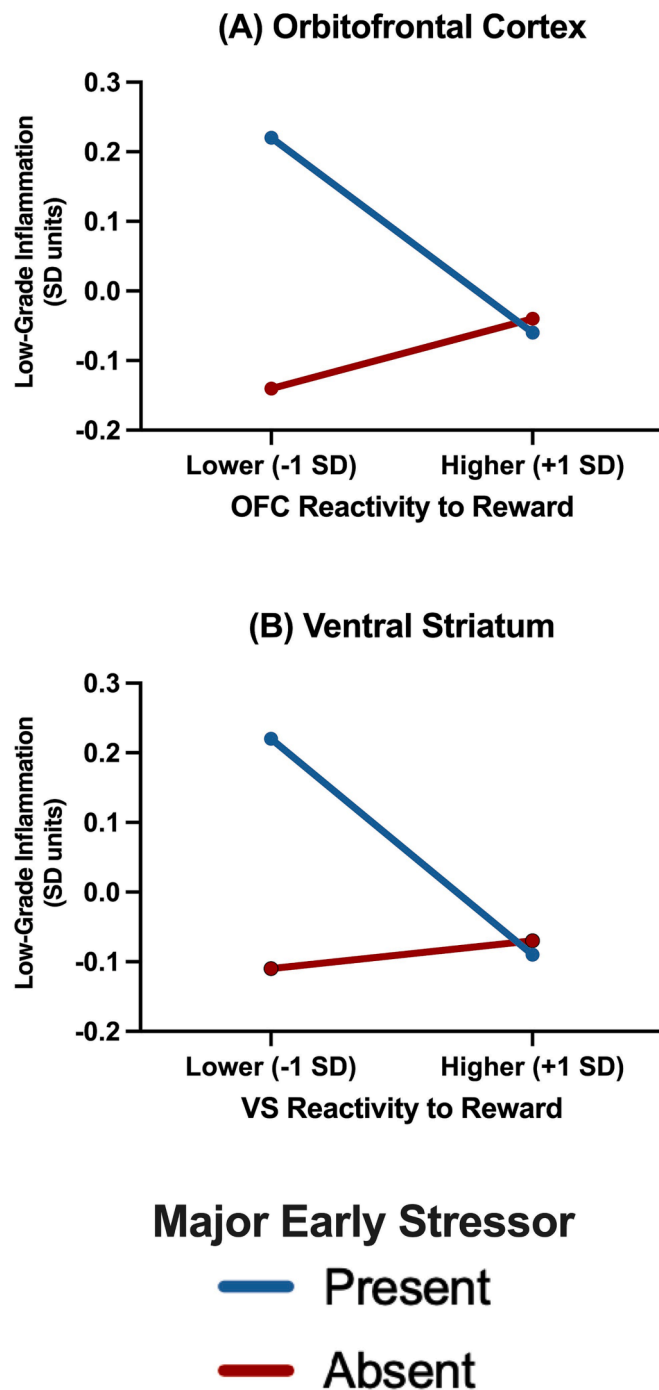 (A) Orbitofrontal Cortex
Low-Grade Inflammation
(SD units)
0.3
0.2
0.1
0.0
-0.1
-0.2
Lower (-1 SD) Higher (+1 SD)
OFC Reactivity to Reward
(B) Ventral Striatum
Low-Grade Inflammation
(SD units)
0.3
0.2
0.1
0.0
-0.1
-0.2
Lower (-1 SD) Higher (+1 SD)
VS Reactivity to Reward
Major Early Stressor
Present
Absent